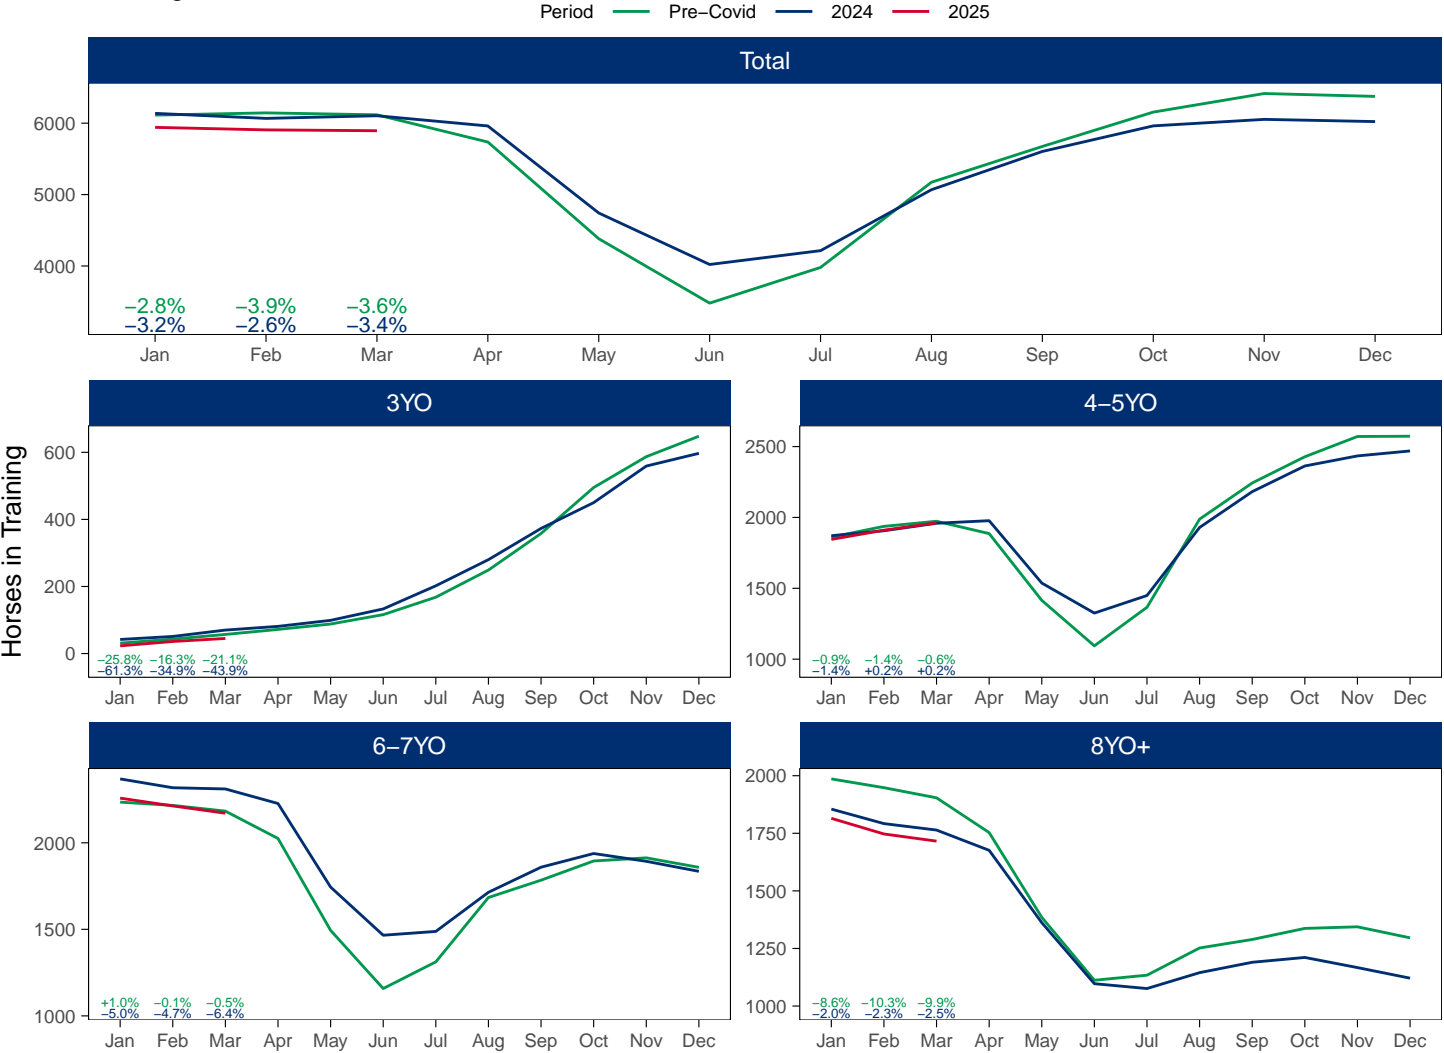 Period Pre−Covid 2024 2025
Total
6000
5000
4000
−2.8% −3.9% −3.6%
−3.2% −2.6% −3.4%
Jan Feb Mar Apr May Jun Jul Aug Sep Oct Nov Dec
Horses in Training
3YO
600
400
200
0
−25.8% −16.3% −21.1%
−61.3% −34.9% −43.9%
Jan Feb Mar Apr May Jun Jul Aug Sep Oct Nov Dec
4−5YO
2500
2000
1500
1000
−0.9% −1.4% −0.6%
−1.4% +0.2% +0.2%
Jan Feb Mar Apr May Jun Jul Aug Sep Oct Nov Dec
6−7YO
2000
1500
1000
+1.0% −0.1% −0.5%
−5.0% −4.7% −6.4%
Jan Feb Mar Apr May Jun Jul Aug Sep Oct Nov Dec
8YO+
2000
1750
1500
1250
1000
−8.6% −10.3% −9.9%
−2.0% −2.3% −2.5%
Jan Feb Mar Apr May Jun Jul Aug Sep Oct Nov Dec